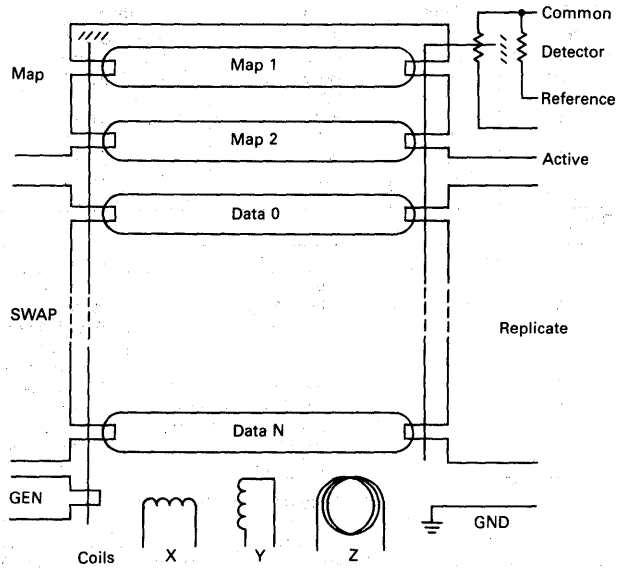 Common
Map 1
Detector
Map
Reference
Map 2
Active
Data 0
SWAP
Replicate
Data N
GEN
GND
Coils
X
Y
Z